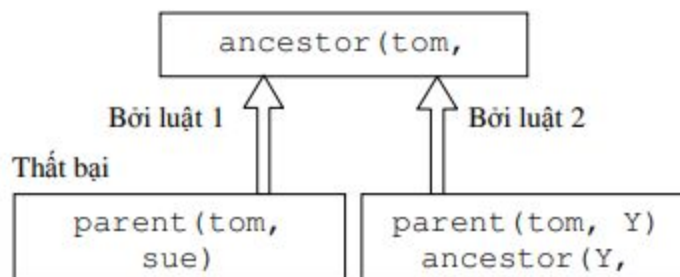 ancestor(tom,
Bởi luật 1
Bởi luật 2
Thất bại
parent(tom,
sue)
parent(tom, Y)
ancestor(Y,